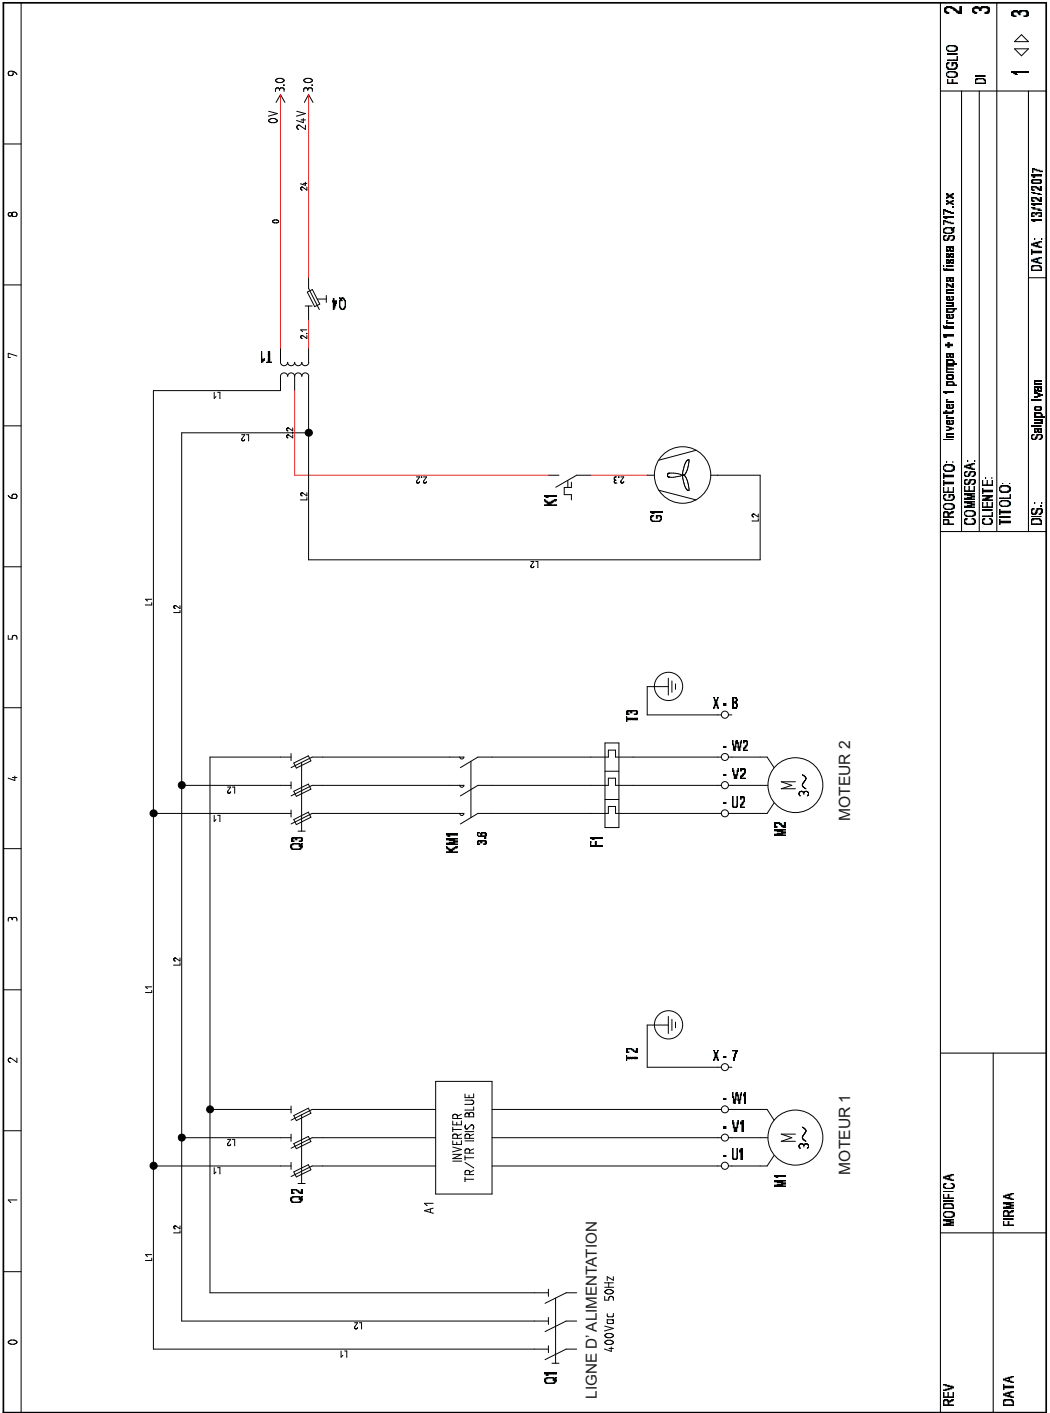 0 1 2 3 4 5 6 7 8 9
L1 L2 L1 L2 L1 L2
L1
L2
L1
L2
L1
L2
L1
L2
Q1
LIGNE D'ALIMENTATION
400Vac 50Hz
Q2
A1
INVERTER
TR/TR IRIS BLUE
T2
X - 7
- U1
- V1
- W1
M1
M
3~
MOTEUR 1
Q3
KM1
3.6
F1
T3
X - 8
- U2
- V2
- W2
M2
M
3~
MOTEUR 2
L2
L2
L2
2.2
2.2
K1
2.3
G1
L2
L1
T1
2.1
Q4
0
24
0V
3.0
24V
3.0
REV
MODIFICA
DATA
FIRMA
PROGETTO: Inverter 1 pompa + 1 frequenza fissa SQ717.xx
COMMESSA:
CLIENTE:
TITOLO:
DIS.: Salupo Ivan
DATA: 13/12/2017
FOGLIO 2
DI 3
1 3